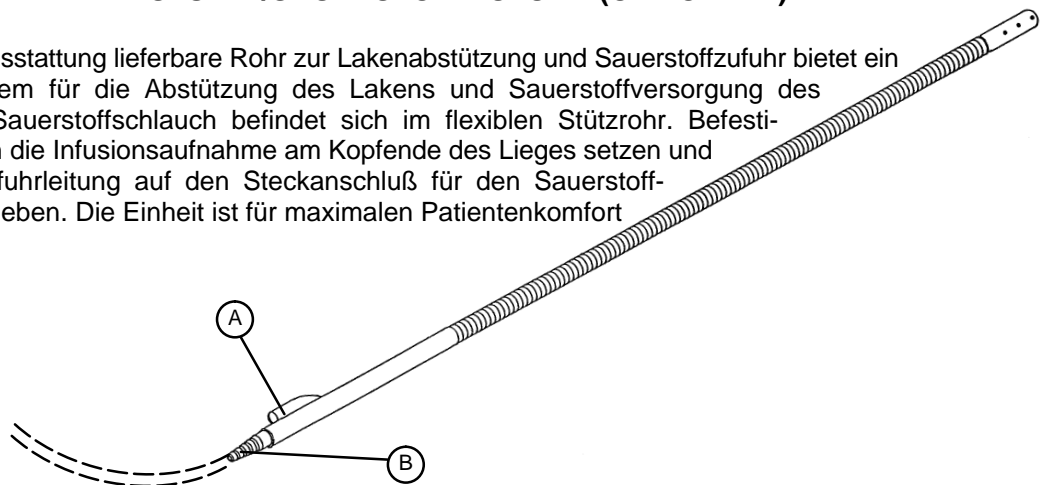 sstattung lieferbare Rohr zur Lakenabstützung und Sauerstoffzufuhr bietet ein
em für die Abstützung des Lakens und Sauerstoffversorgung des
Sauerstoffschlauch befindet sich im flexiblen Stützrohr. Befesti-
die Infusionsaufnahme am Kopfende des Lieges setzen und
fuhrleitung auf den Steckanschluß für den Sauerstoff-
eben. Die Einheit ist für maximalen Patientenkomfort
A
B